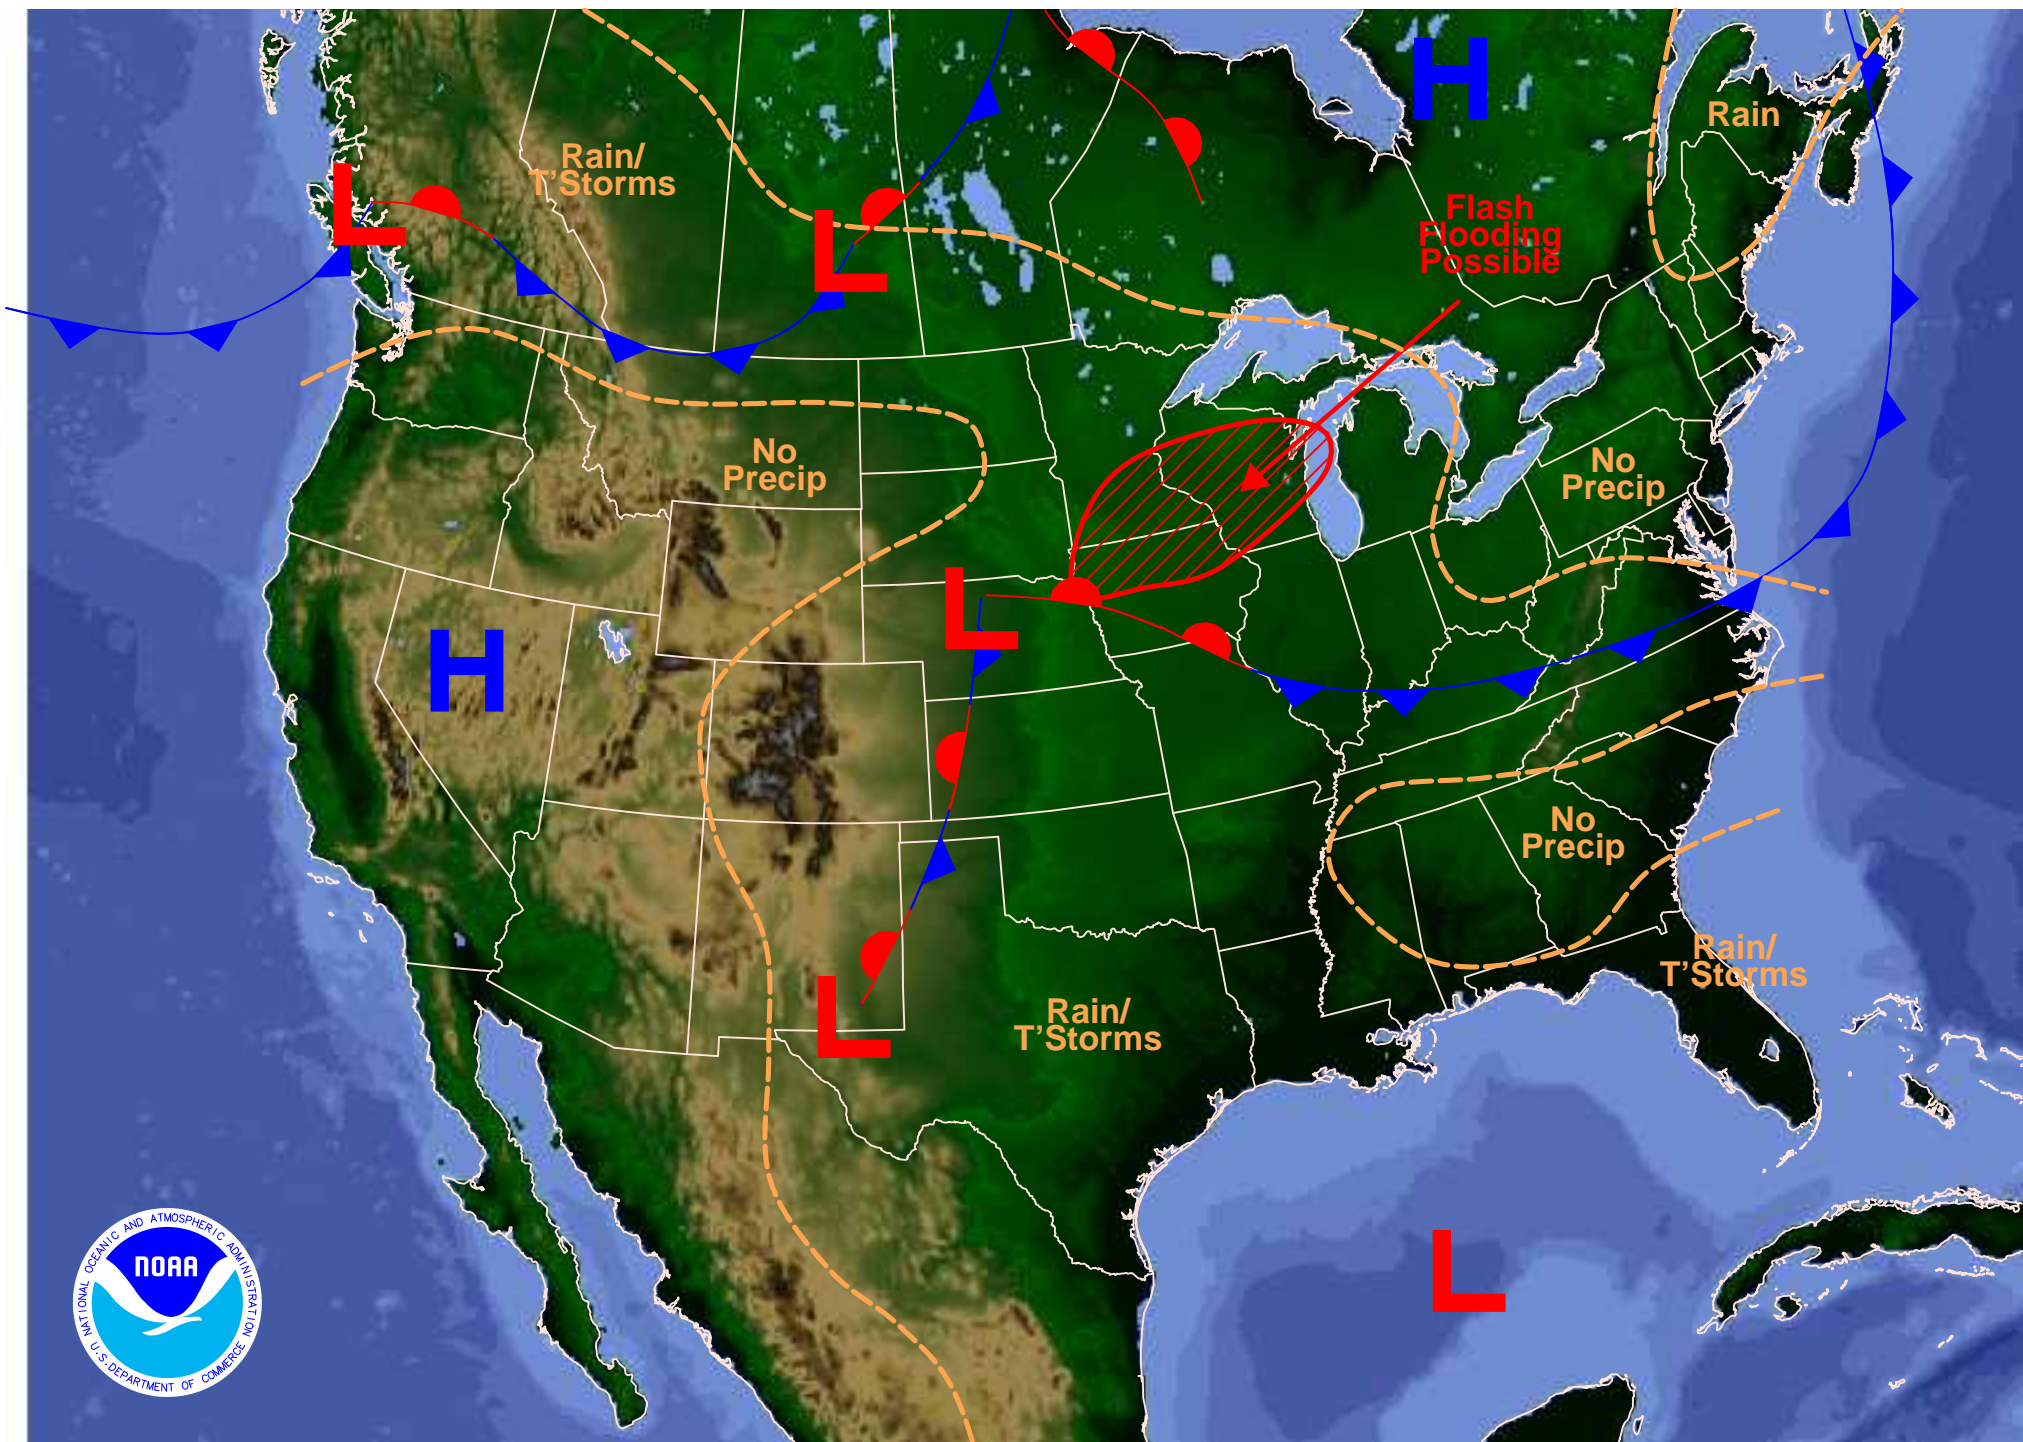 H
Rain
Rain/
T'Storms
L
L
Flash
Flooding
Possible
No
Precip
No
Precip
L
H
No
Precip
Rain/
T'Storms
L
Rain/
T'Storms
L
NATIONAL OCEANIC AND ATMOSPHERIC ADMINISTRATION
NOAA
U.S. DEPARTMENT OF COMMERCE